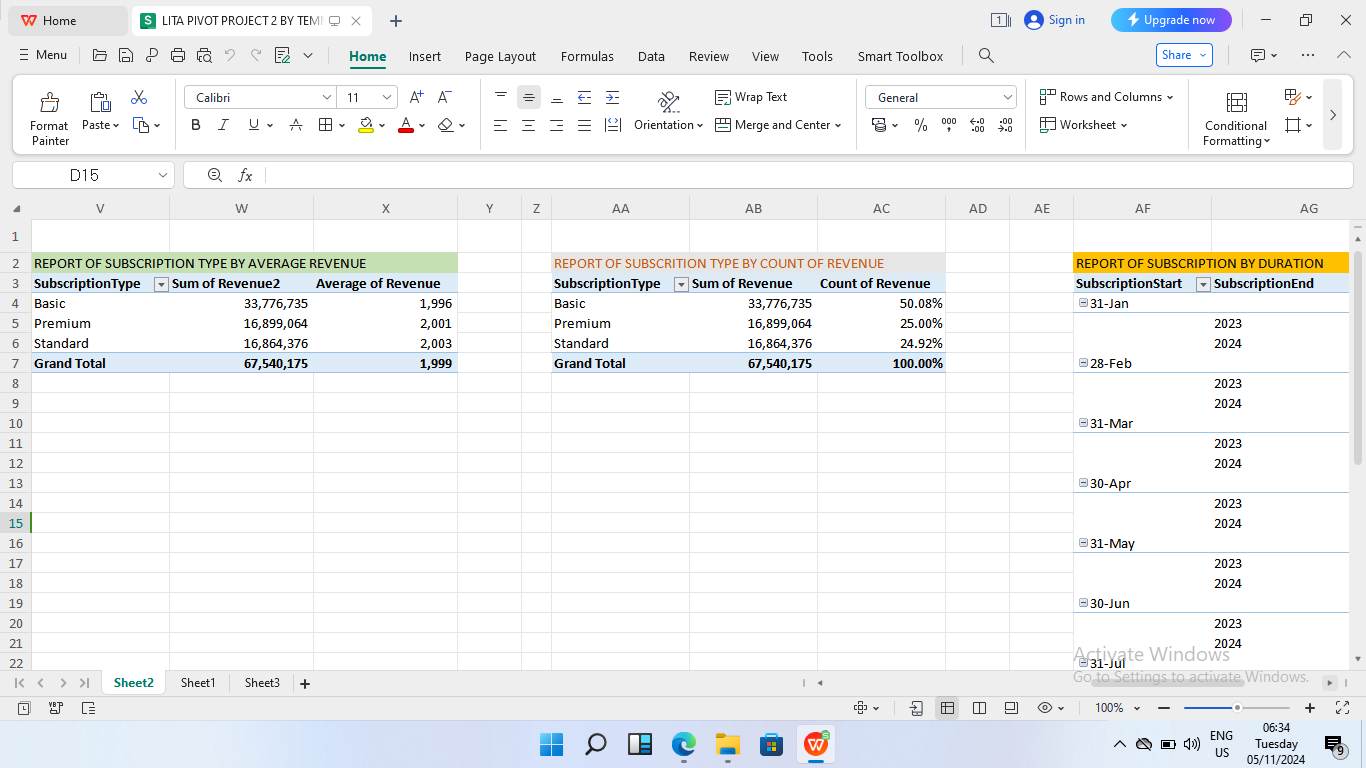 Home
LITA PIVOT PROJECT 2 BY TEM
Sign in
Upgrade now
Menu
Home Insert Page Layout Formulas Data Review View Tools Smart Toolbox
Share
Format Painter
Paste
Calibri
11
B I U A
Orientation
Wrap Text
Merge and Center
General
Rows and Columns
Worksheet
Conditional Formatting
D15
fx
V W X Y Z AA AB AC AD AE AF AG
1
2 REPORT OF SUBSCRIPTION TYPE BY AVERAGE REVENUE REPORT OF SUBSCRITION TYPE BY COUNT OF REVENUE REPORT OF SUBSCRIPTION BY DURATION
3 SubscriptionType Sum of Revenue2 Average of Revenue SubscriptionType Sum of Revenue Count of Revenue SubscriptionStart SubscriptionEnd
4 Basic 33,776,735 1,996 Basic 33,776,735 50.08% 31-Jan
5 Premium 16,899,064 2,001 Premium 16,899,064 25.00% 2023
6 Standard 16,864,376 2,003 Standard 16,864,376 24.92% 2024
7 Grand Total 67,540,175 1,999 Grand Total 67,540,175 100.00% 28-Feb
8 2023
9 2024
10 31-Mar
11 2023
12 2024
13 30-Apr
14 2023
15 2024
16 31-May
17 2023
18 2024
19 30-Jun
20 2023
21 2024
22 31-Jul
Activate Windows
Go to Settings to activate Windows.
Sheet2 Sheet1 Sheet3
100%
ENG
US
06:34
Tuesday
05/11/2024
9